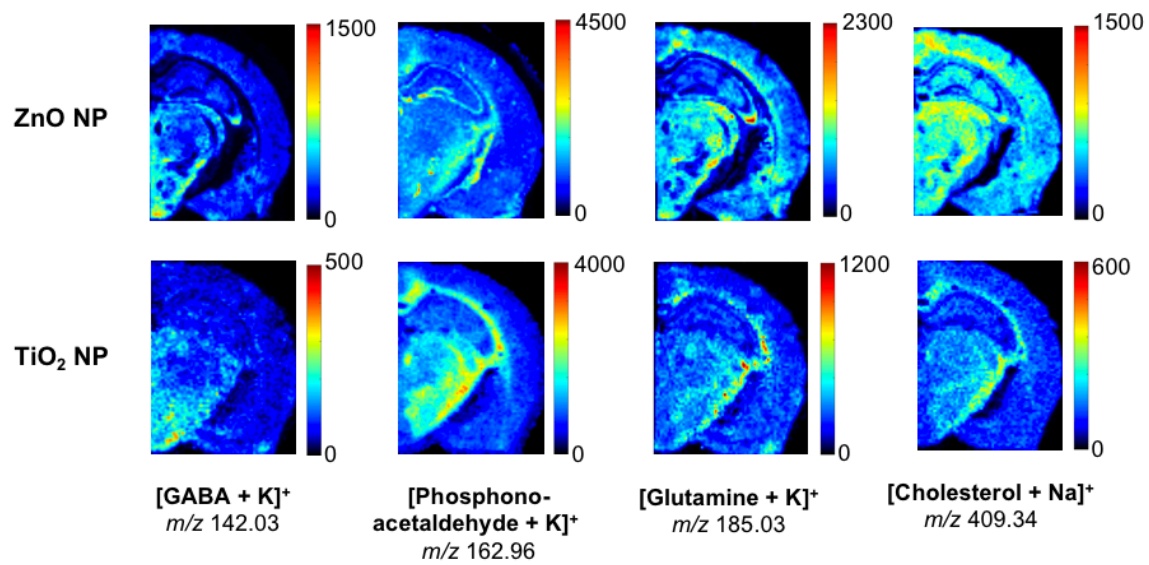 ZnO NP
1500
0
4500
0
2300
0
1500
0
TiO₂ NP
500
0
4000
0
1200
0
600
0
[GABA + K]⁺
m/z 142.03
[Phosphono-
acetaldehyde + K]⁺
m/z 162.96
[Glutamine + K]⁺
m/z 185.03
[Cholesterol + Na]⁺
m/z 409.34